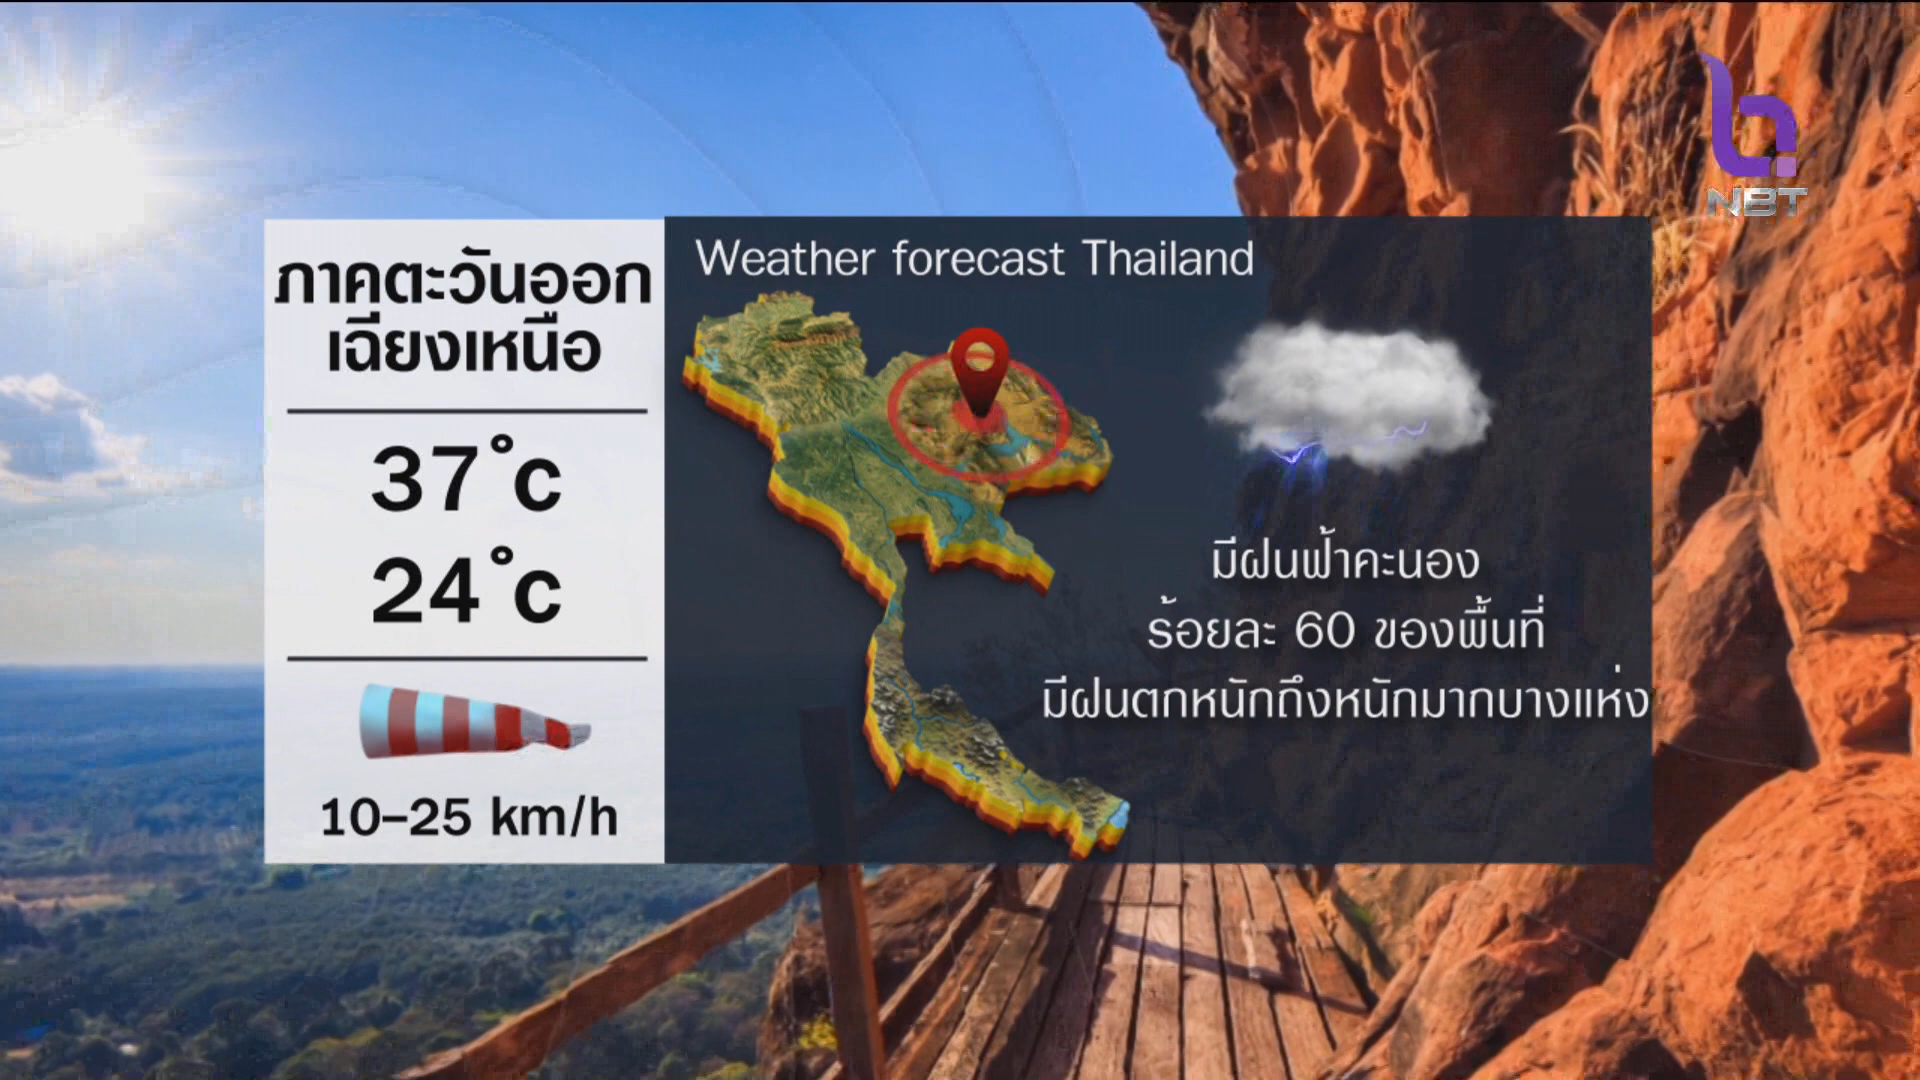 NBT
ภาคตะวันออก
เฉียงเหนือ
37°c
24°c
10–25 km/h
Weather forecast Thailand
มีฝนฟ้าคะนอง
ร้อยละ 60 ของพื้นที่
มีฝนตกหนักถึงหนักมากบางแห่ง